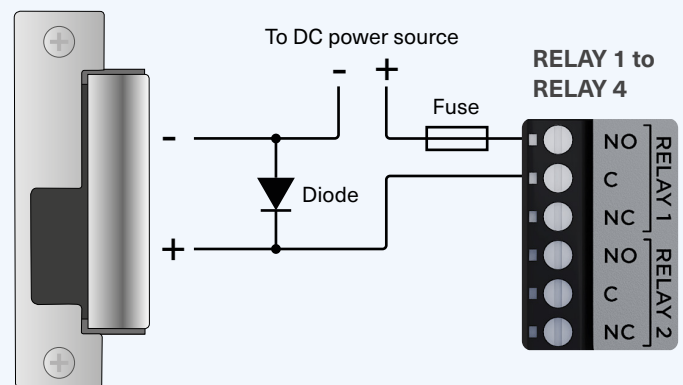 To DC power source
- +
RELAY 1 to
RELAY 4
Fuse
-
Diode
+
NO
C
NC
RELAY 1
NO
C
NC
RELAY 2